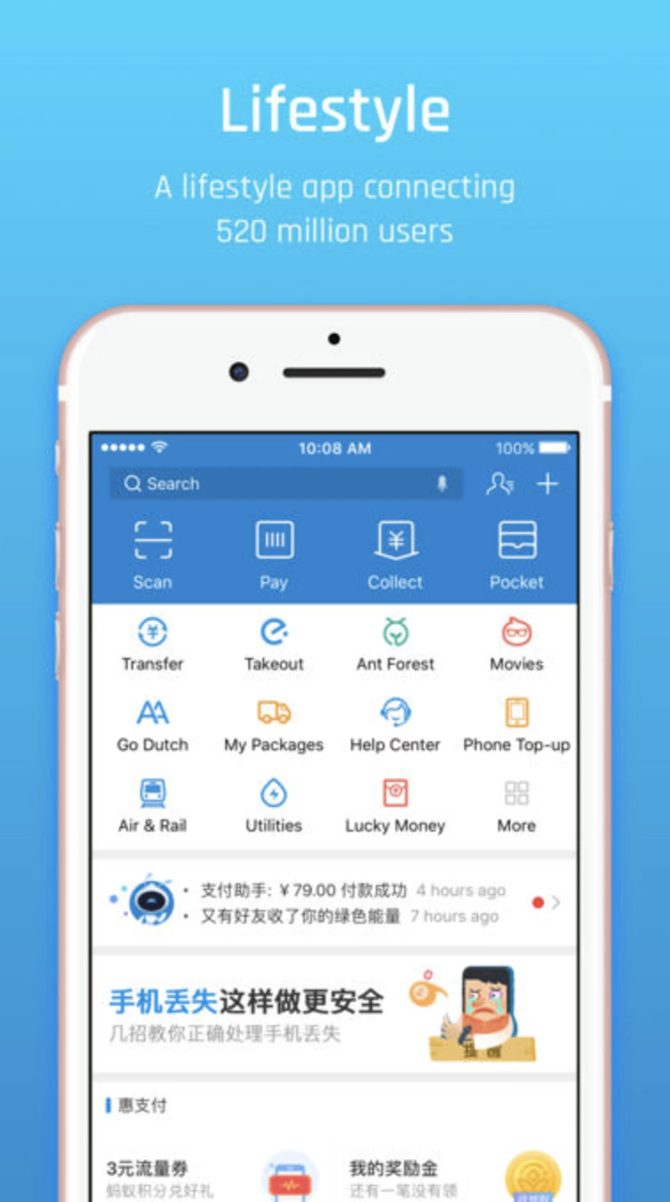 Lifestyle
A lifestyle app connecting
520 million users
10:08 AM
100%
Search
Scan
Pay
Collect
Pocket
Transfer
Takeout
Ant Forest
Movies
Go Dutch
My Packages
Help Center
Phone Top-up
Air & Rail
Utilities
Lucky Money
More
• 支付助手: ¥79.00 付款成功 4 hours ago
• 又有好友收了你的绿色能量 7 hours ago
手机丢失这样做更安全
几招教你正确处理手机丢失
惠支付
3元流量券
我的奖励金
蚂蚁积分兑好礼
还有一笔没有领